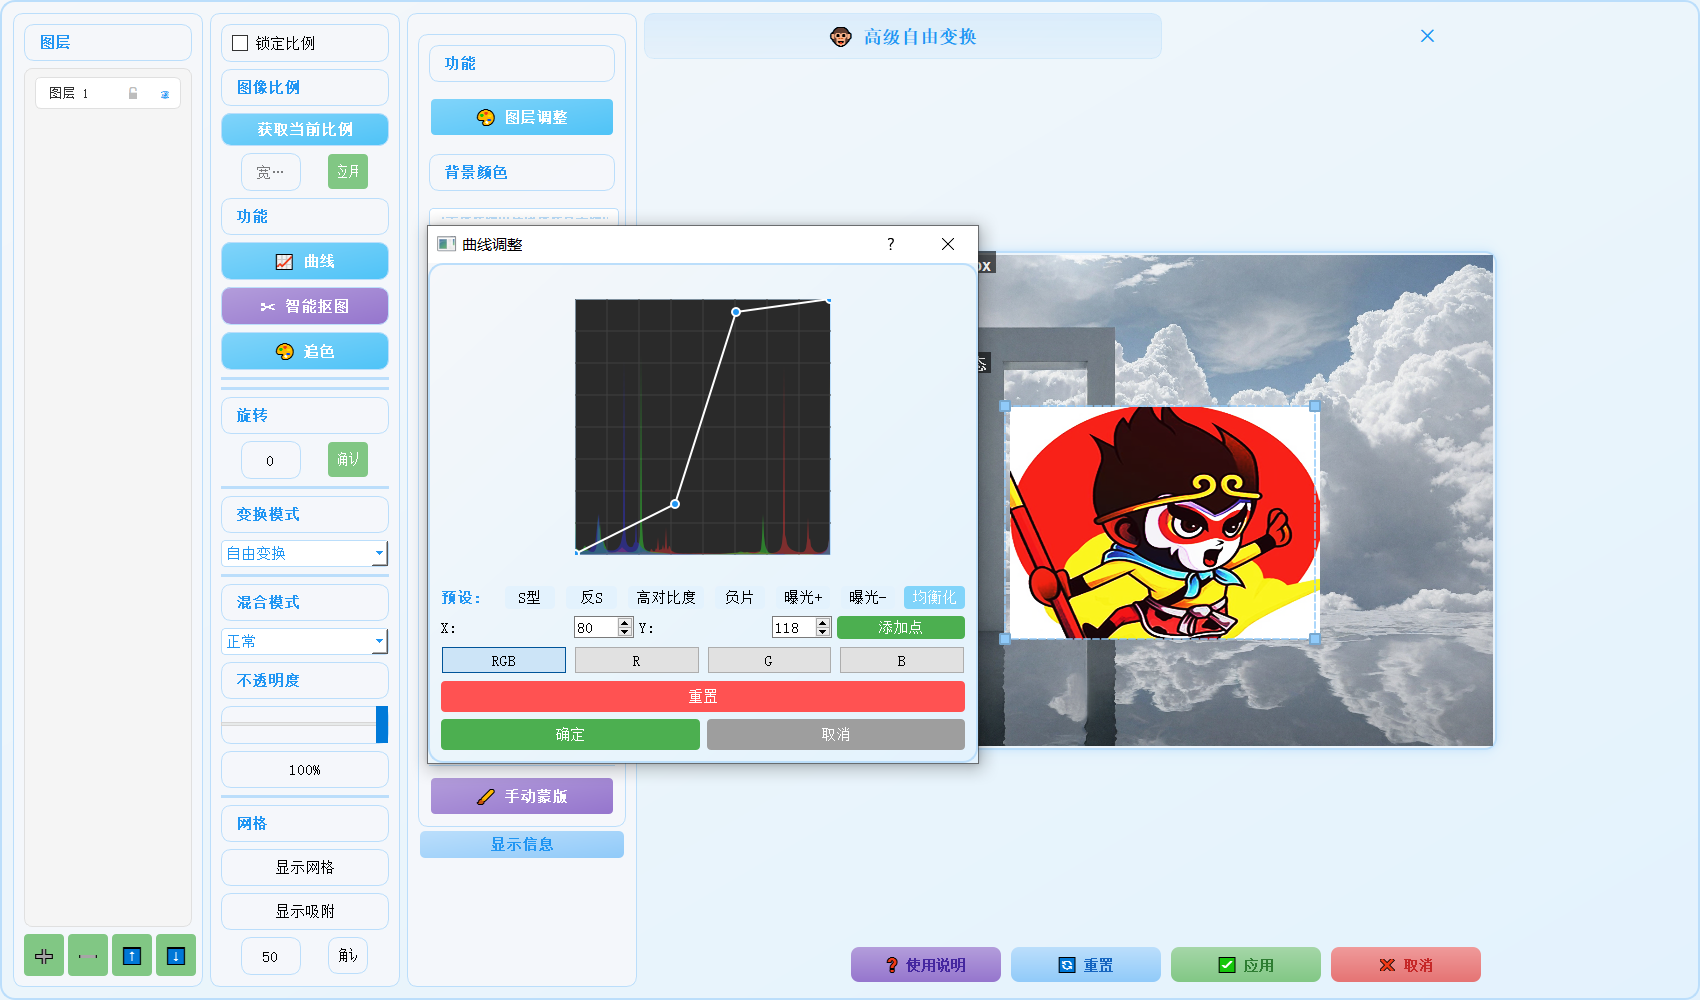 图层
图层 1
锁定比例
图像比例
获取当前比例
宽…
应用
功能
曲线
智能抠图
追色
旋转
0
变换模式
自由变换
混合模式
正常
不透明度
100%
网格
显示网格
显示吸附
50
功能
图层调整
背景颜色
手动蒙版
显示信息
高级自由变换
曲线调整
?
预设:
S型
反S
高对比度
负片
曝光+
曝光-
均衡化
X:
80
Y:
118
添加点
RGB
R
G
B
重置
确定
取消
ox
态
使用说明
重置
应用
取消